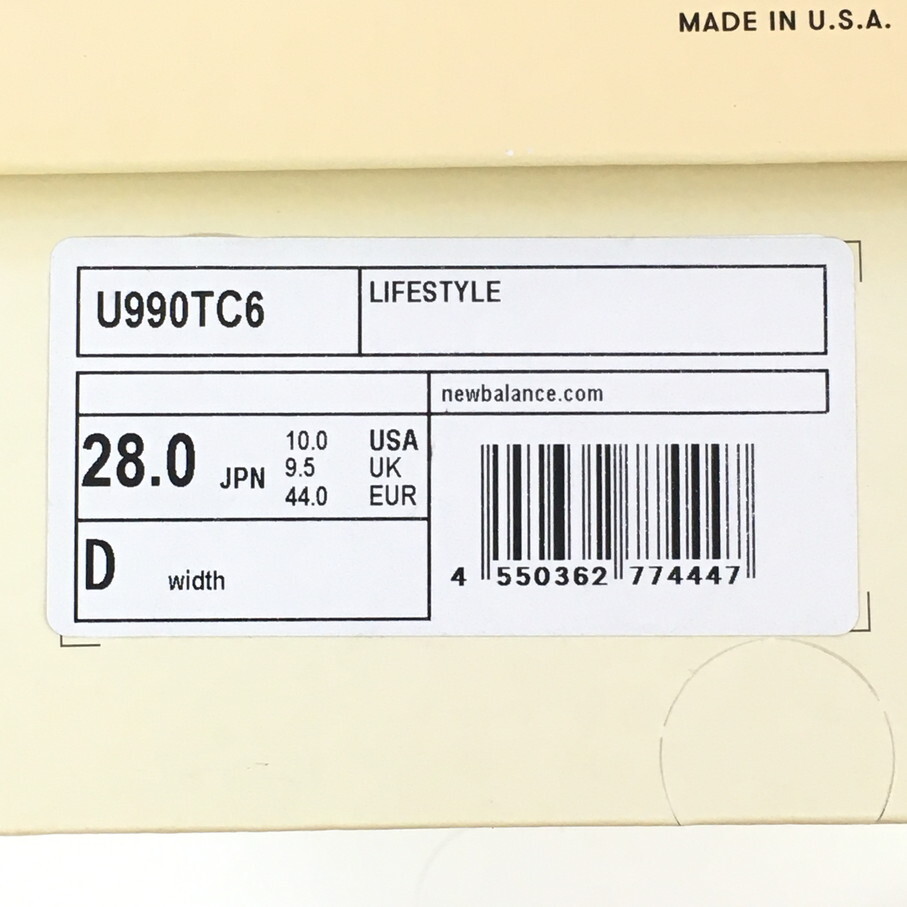 MADE IN U.S.A.
U990TC6
LIFESTYLE
newbalance.com
28.0 JPN
10.0 USA
9.5 UK
44.0 EUR
D width
4 550362 774447